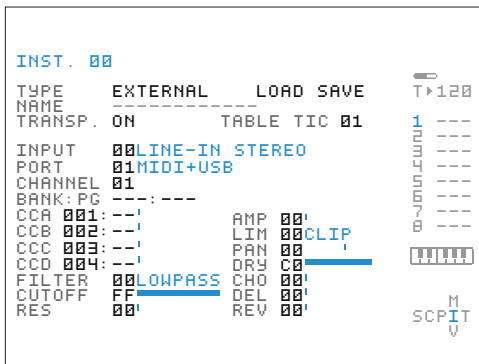 INST. 00
TYPE EXTERNAL LOAD SAVE
NAME ------------
TRANSP. ON TABLE TIC 01
INPUT 00LINE-IN STEREO
PORT 01MIDI+USB
CHANNEL 01
BANK:PG ---:---
CCA 001:--
CCB 002:--
CCC 003:--
CCD 004:--
FILTER 00LOWPASS
CUTOFF FF
RES 00
AMP 00
LIM 00CLIP
PAN 00
DRY C0
CHO 00
DEL 00
REV 00
T▸120
1 ---
2 ---
3 ---
4 ---
5 ---
6 ---
7 ---
8 ---
M
SCPIT
V